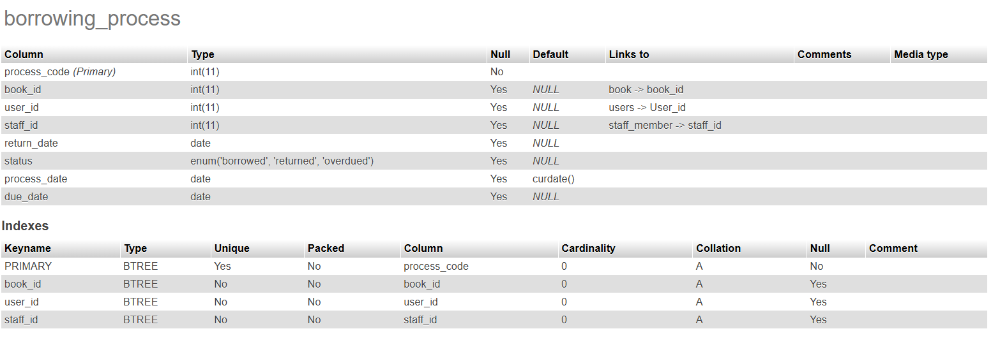 borrowing_process
Column Type Null Default Links to Comments Media type
process_code (Primary) int(11) No
book_id int(11) Yes NULL book -> book_id
user_id int(11) Yes NULL users -> User_id
staff_id int(11) Yes NULL staff_member -> staff_id
return_date date Yes NULL
status enum('borrowed', 'returned', 'overdued') Yes NULL
process_date date Yes curdate()
due_date date Yes NULL
Indexes
Keyname Type Unique Packed Column Cardinality Collation Null Comment
PRIMARY BTREE Yes No process_code 0 A No
book_id BTREE No No book_id 0 A Yes
user_id BTREE No No user_id 0 A Yes
staff_id BTREE No No staff_id 0 A Yes